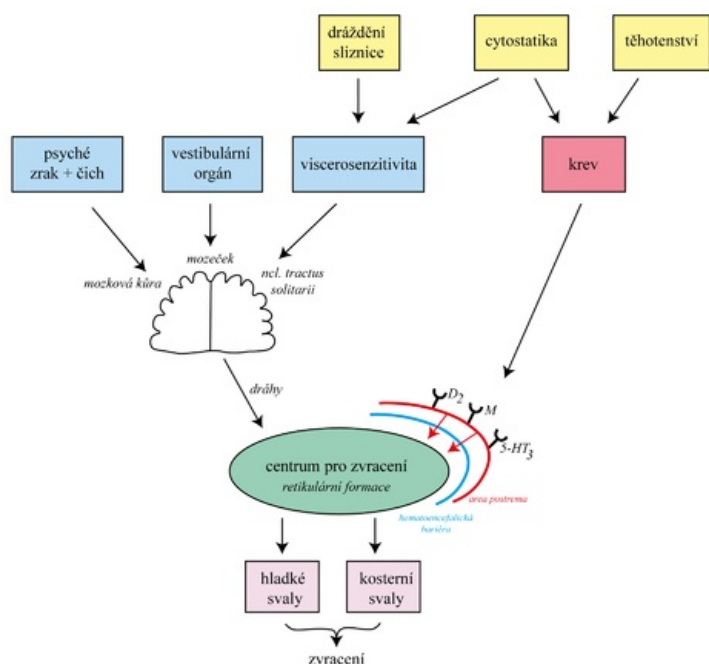 dráždění
sliznice
cytostatika
těhotenství
psyché
zrak + čich
vestibulární
orgán
viscerosenzitivita
krev
mozková kůra
mozeček
ncl. tractus
solitarii
dráhy
D2
M
5-HT3
centrum pro zvracení
retikulární formace
area postrema
hematoencefalická
bariéra
hladké
svaly
kosterní
svaly
zvracení